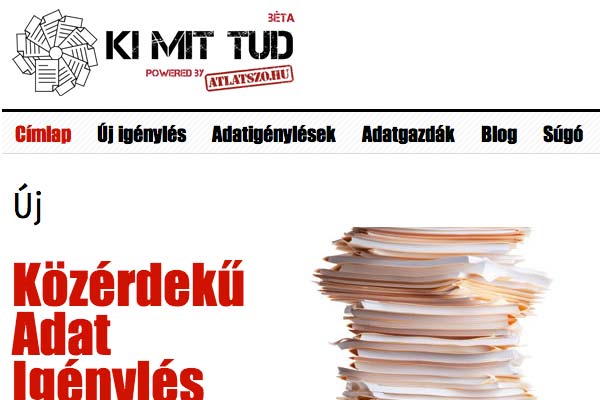 BÉTA
KI MIT TUD
POWERED BY ATLATSZO.HU
Címlap Új igénylés Adatigénylések Adatgazdák Blog Súgó
Új
Közérdekű
Adat
Igénylés